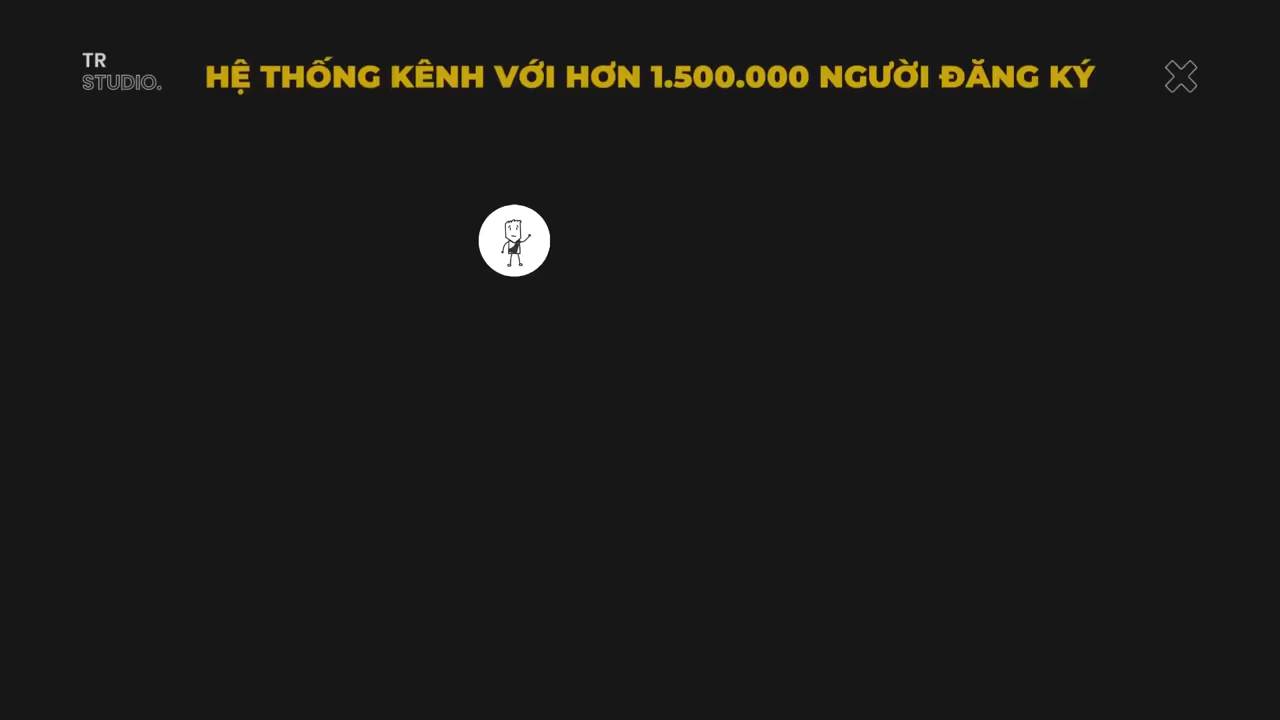 TR
STUDIO.
HỆ THỐNG KÊNH VỚI HƠN 1.500.000 NGƯỜI ĐĂNG KÝ